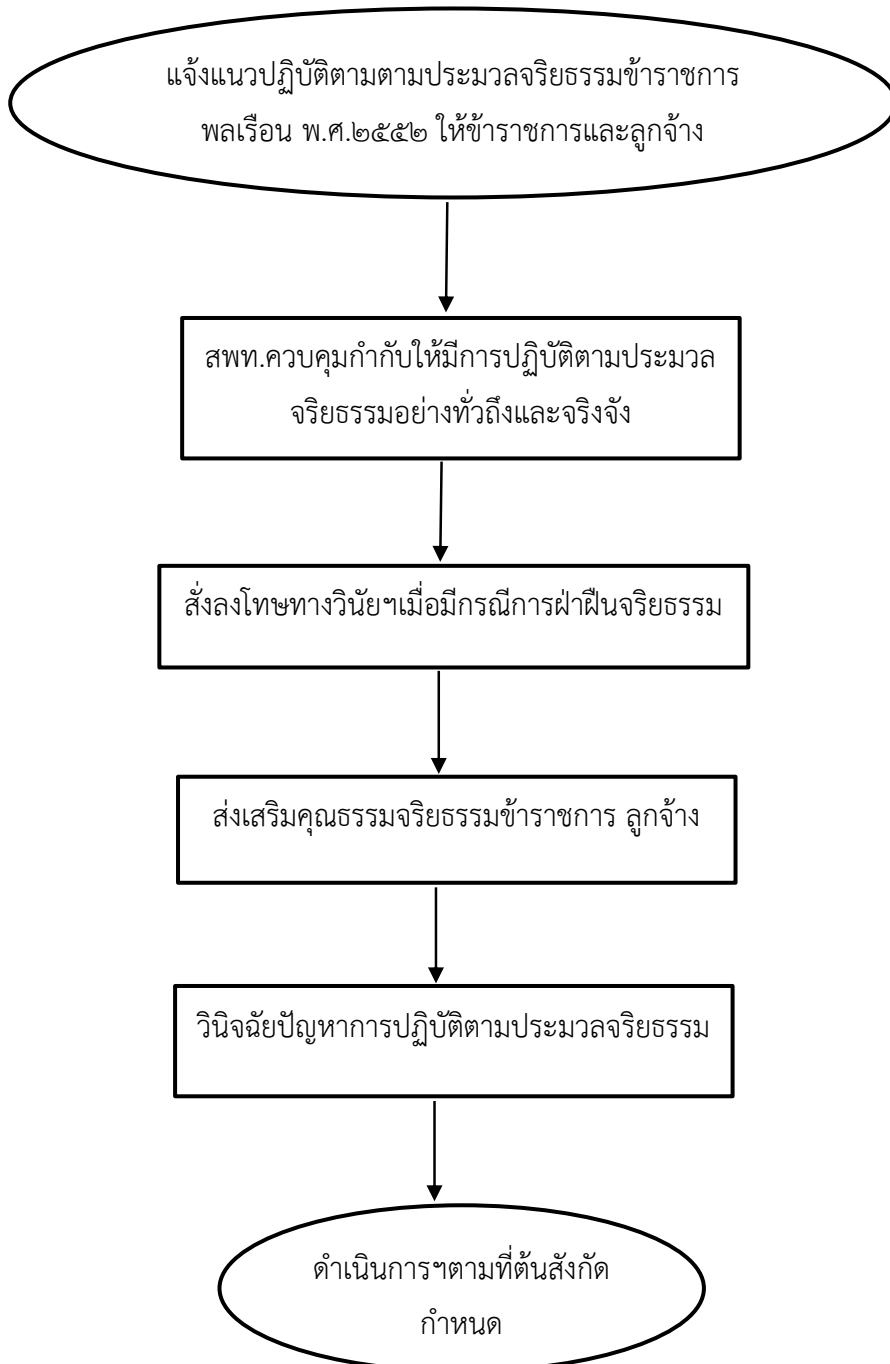 แจ้งแนวปฏิบัติตามตามประมวลจริยธรรมข้าราชการ
พลเรือน พ.ศ.๒๕๕๒ ให้ข้าราชการและลูกจ้าง
สพท.ควบคุมกำกับให้มีการปฏิบัติตามประมวล
จริยธรรมอย่างทั่วถึงและจริงจัง
สั่งลงโทษทางวินัยฯเมื่อมีกรณีการฝ่าฝืนจริยธรรม
ส่งเสริมคุณธรรมจริยธรรมข้าราชการ ลูกจ้าง
วินิจฉัยปัญหาการปฏิบัติตามประมวลจริยธรรม
ดำเนินการฯตามที่ต้นสังกัด
กำหนด